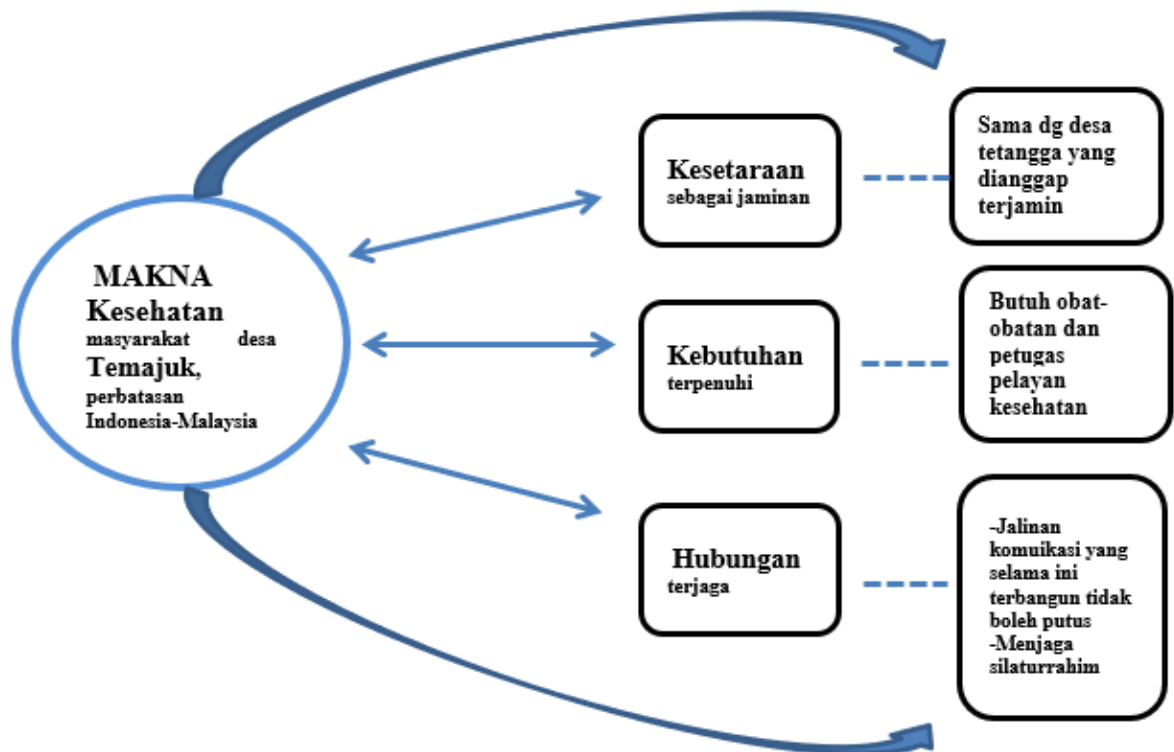 MAKNA
Kesehatan
masyarakat desa
Temajuk,
perbatasan
Indonesia-Malaysia
Kesetaraan
sebagai jaminan
Sama dg desa
tetangga yang
dianggap
terjamin
Kebutuhan
terpenuhi
Butuh obat-
obatan dan
petugas
pelayan
kesehatan
Hubungan
terjaga
-Jalinan
komuikasi yang
selama ini
terbangun tidak
boleh putus
-Menjaga
silaturrahim